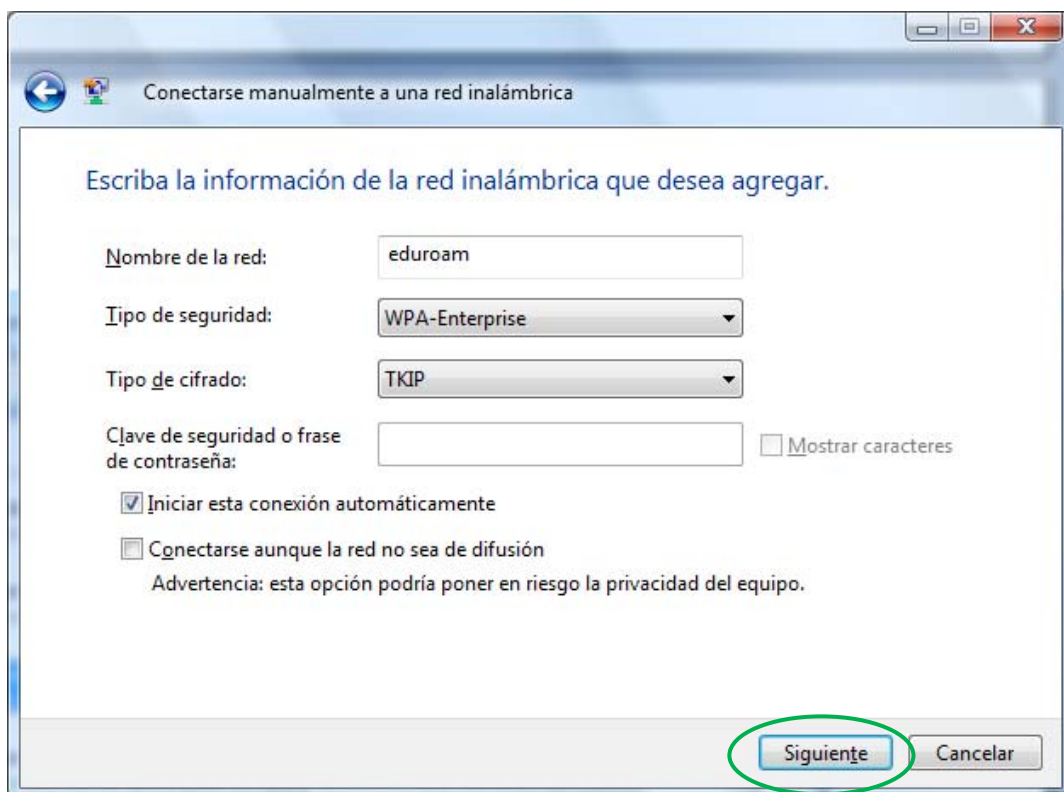 Conectarse manualmente a una red inalámbrica
Escriba la información de la red inalámbrica que desea agregar.
Nombre de la red:
eduroam
Tipo de seguridad:
WPA-Enterprise
Tipo de cifrado:
TKIP
Clave de seguridad o frase
de contraseña:
Mostrar caracteres
Iniciar esta conexión automáticamente
Conectarse aunque la red no sea de difusión
Advertencia: esta opción podría poner en riesgo la privacidad del equipo.
Siguiente
Cancelar